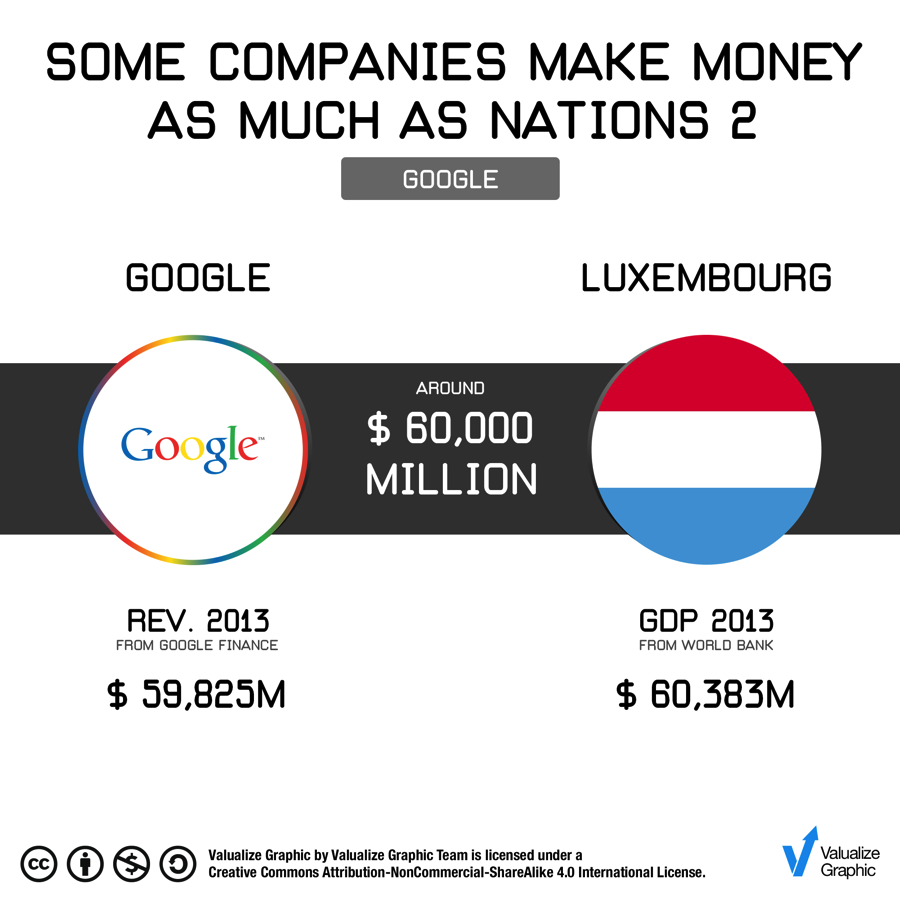 SOME COMPANIES MAKE MONEY
AS MUCH AS NATIONS 2
GOOGLE
GOOGLE
LUXEMBOURG
Google™
AROUND
$ 60,000
MILLION
REV. 2013
FROM GOOGLE FINANCE
$ 59,825M
GDP 2013
FROM WORLD BANK
$ 60,383M
cc
Valualize Graphic by Valualize Graphic Team is licensed under a
Creative Commons Attribution-NonCommercial-ShareAlike 4.0 International License.
Valualize
Graphic